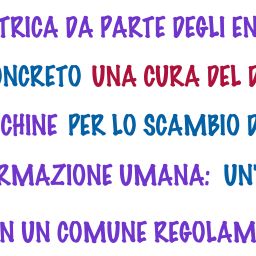 TRICA DA PARTE DEGLI EN
ONCRETO UNA CURA DEL D
CHINE PER LO SCAMBIO D
RMAZIONE UMANA: UN'
N UN COMUNE REGOLAM